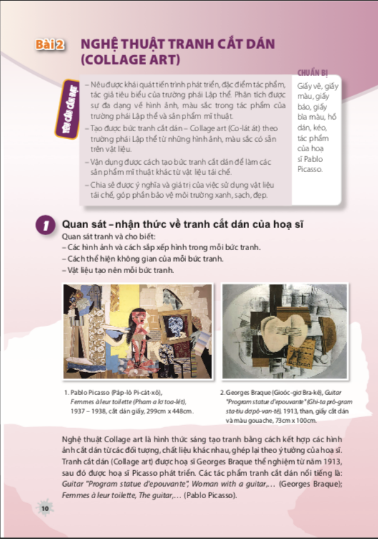 Bài 2
NGHỆ THUẬT TRANH CẮT DÁN
(COLLAGE ART)
YÊU CẦU CẦN ĐẠT
– Nêu được khái quát tiến trình phát triển, đặc điểm tác phẩm,
tác giả tiêu biểu của trường phái Lập thể. Phân tích được
sự đa dạng về hình ảnh, màu sắc trong tác phẩm của
trường phái Lập thể và sản phẩm mĩ thuật.
– Tạo được bức tranh cắt dán – Collage art (Co-lát át) theo
trường phái Lập thể từ những hình ảnh, màu sắc có sẵn
trên vật liệu.
– Vận dụng được cách tạo bức tranh cắt dán để làm các
sản phẩm mĩ thuật khác từ vật liệu tái chế.
– Chia sẻ được ý nghĩa và giá trị của việc sử dụng vật liệu
tái chế, góp phần bảo vệ môi trường xanh, sạch, đẹp.
CHUẨN BỊ
Giấy vẽ, giấy
màu, giấy
báo, giấy
bìa màu, hồ
dán, kéo,
tác phẩm
của hoạ
sĩ Pablo
Picasso.
1 Quan sát – nhận thức về tranh cắt dán của hoạ sĩ
Quan sát tranh và cho biết:
– Các hình ảnh và cách sắp xếp hình trong mỗi bức tranh.
– Cách thể hiện không gian của mỗi bức tranh.
– Vật liệu tạo nên mỗi bức tranh.
1. Pablo Picasso (Páp-lô Pi-cát-xô),
Femmes à leur toilette (Pham a lơ toa-lét),
1937 – 1938, cắt dán giấy, 299cm x 448cm.
2. Georges Braque (Gioóc-giơ Bra-kê), Guitar
"Program statue d'epouvante" (Ghi-ta prô-gram
sta-tiu đơpô-van-tê), 1913, than, giấy cắt dán
và màu gouache, 73cm x 100cm.
Nghệ thuật Collage art là hình thức sáng tạo tranh bằng cách kết hợp các hình
ảnh cắt dán từ các đối tượng, chất liệu khác nhau, ghép lại theo ý tưởng của hoạ sĩ.
Tranh cắt dán (Collage art) được hoạ sĩ Georges Braque thể nghiệm từ năm 1913,
sau đó được hoạ sĩ Picasso phát triển. Các tác phẩm tranh cắt dán nổi tiếng là:
Guitar "Program statue d'epouvante", Woman with a guitar,… (Georges Braque);
Femmes à leur toilette, The guitar,… (Pablo Picasso).
10